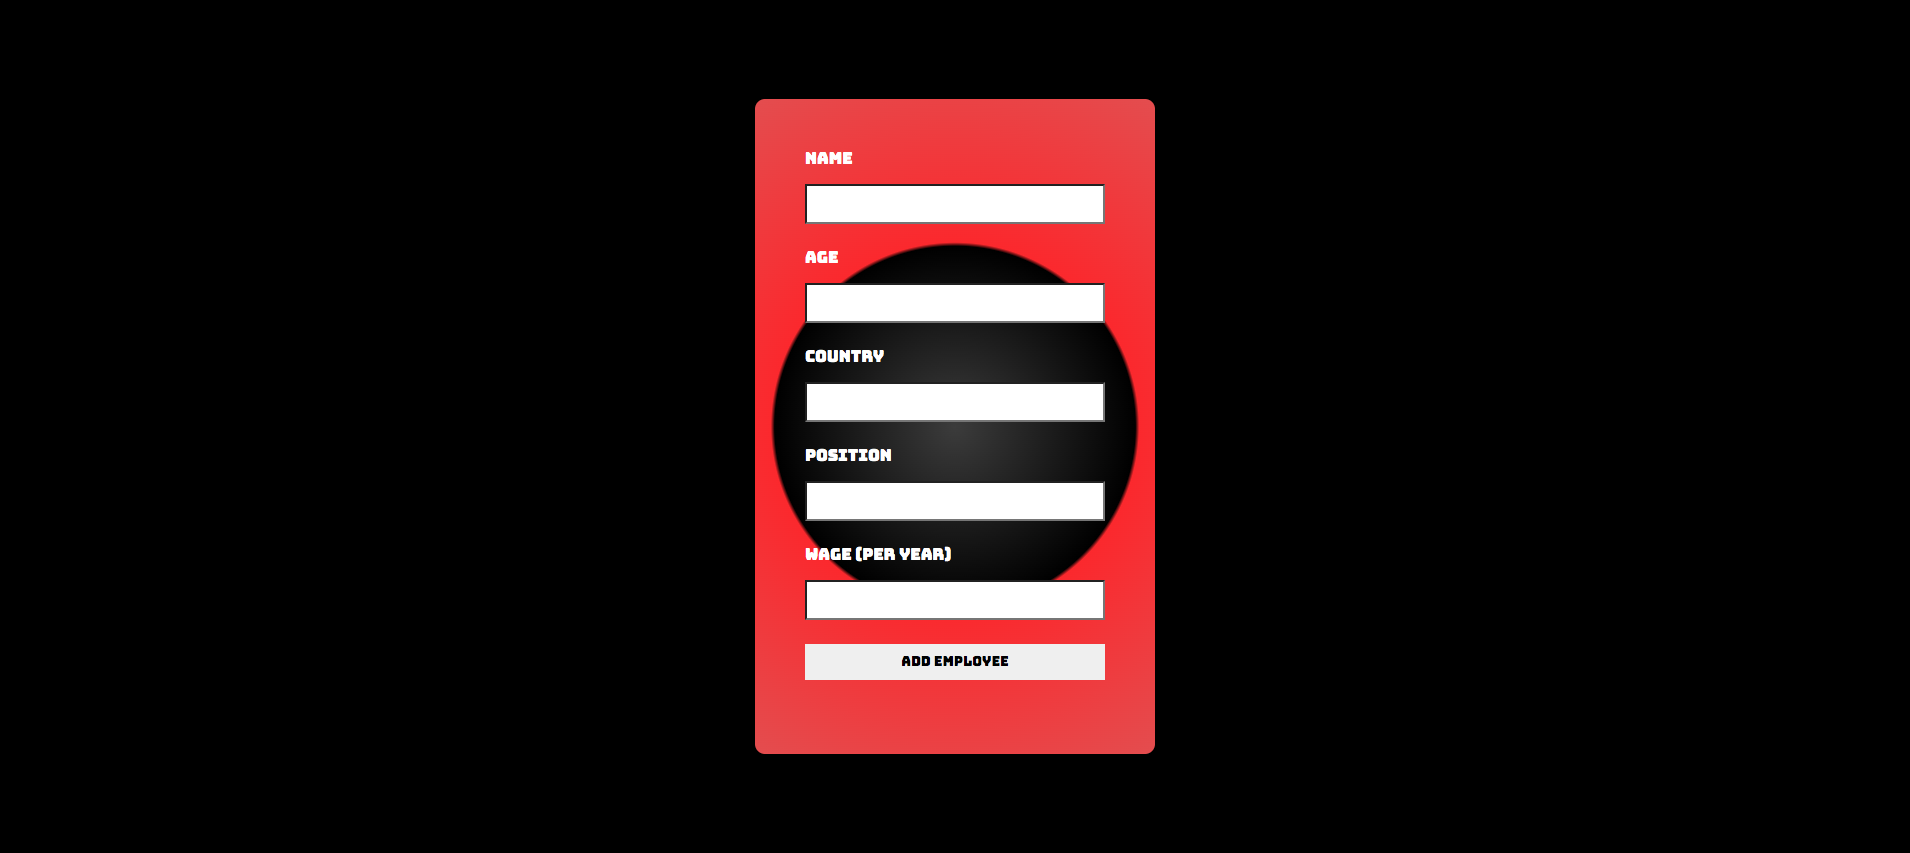 NAME
AGE
COUNTRY
POSITION
WAGE (PER YEAR)
ADD EMPLOYEE